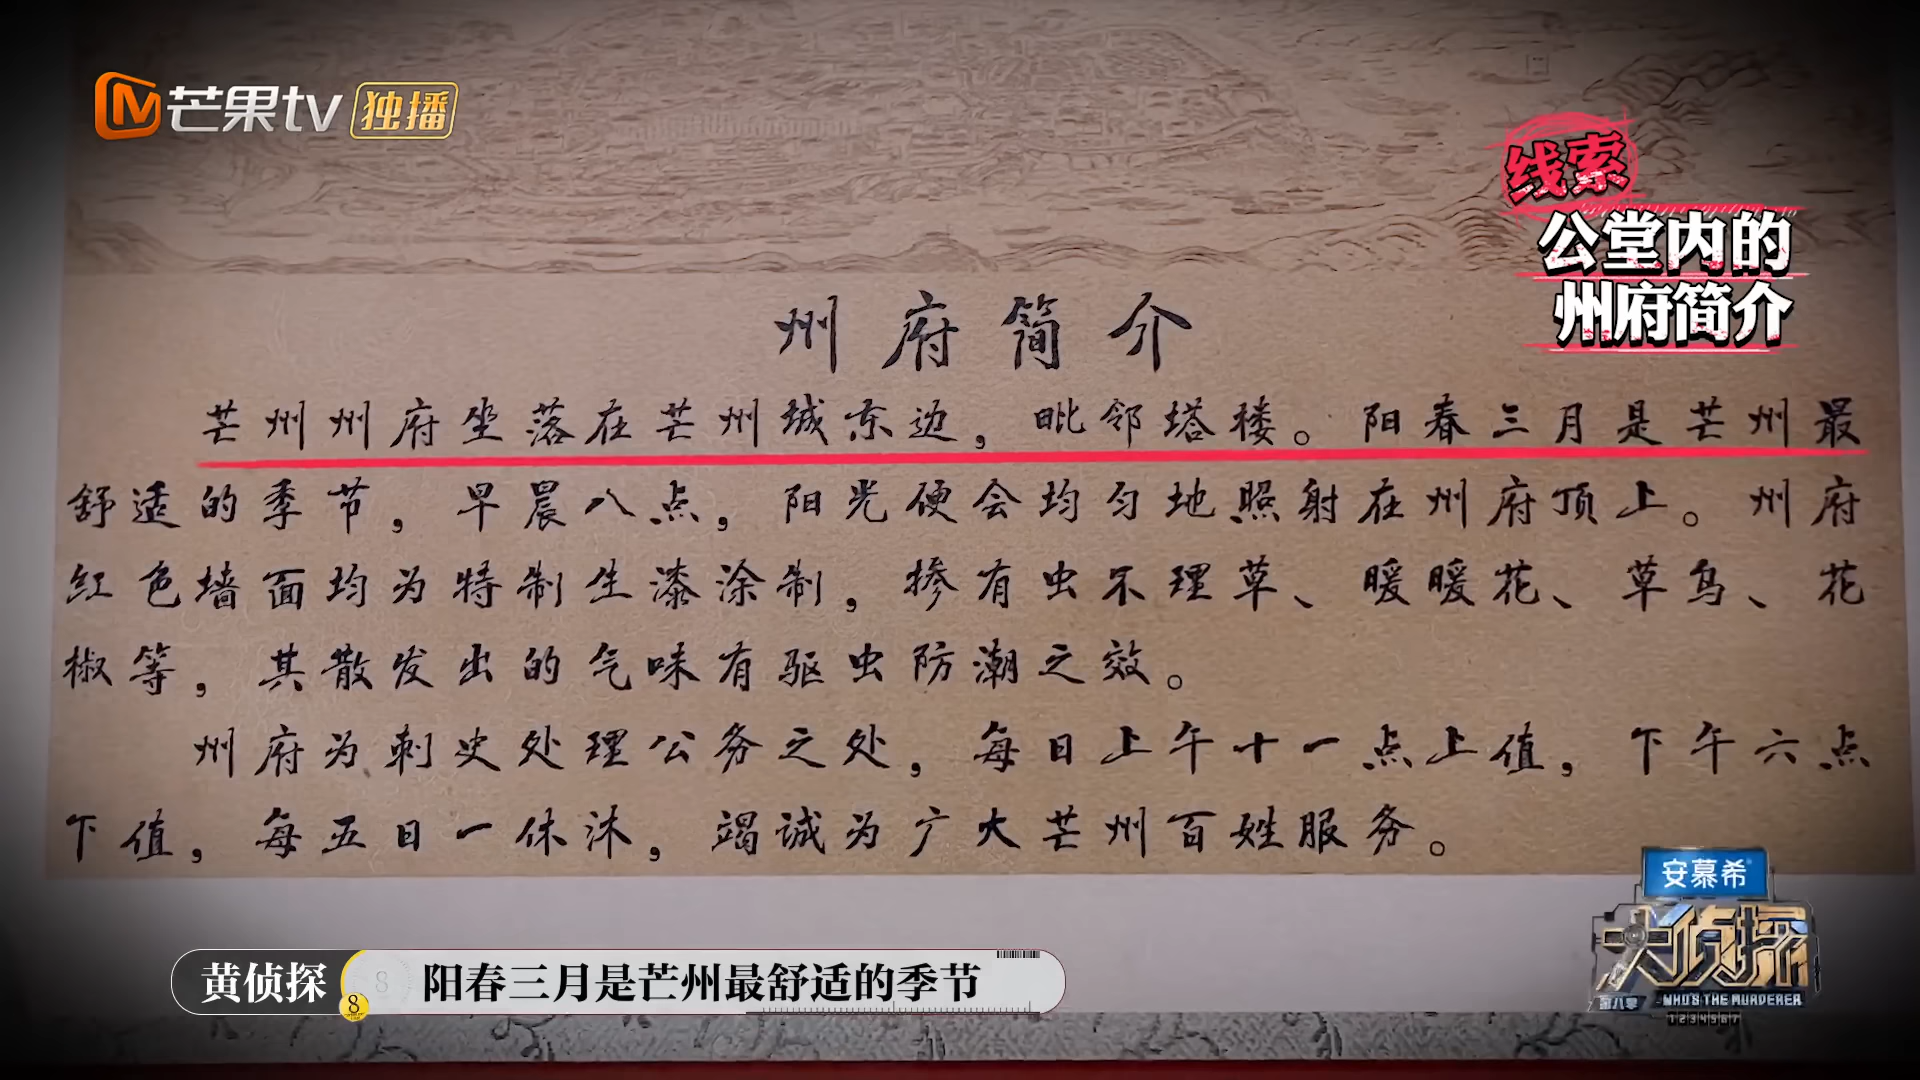 芒果tv 独播
线索
公堂内的
州府简介
州府简介
芒州州府坐落在芒州城东边，毗邻塔楼。阳春三月是芒州最
舒适的季节，早晨八点，阳光便会均匀地照射在州府顶上。州府
红色墙面均为特制生漆涂制，掺有虫不理草、暖暖花、草乌、花
椒等，其散发出的气味有驱虫防潮之效。
州府为刺史处理公务之处，每日上午十一点上值，下午六点
下值，每五日一休沐，竭诚为广大芒州百姓服务。
安慕希
大侦探
第八季 WHO'S THE MURDERER
12345678
黄侦探 8 阳春三月是芒州最舒适的季节